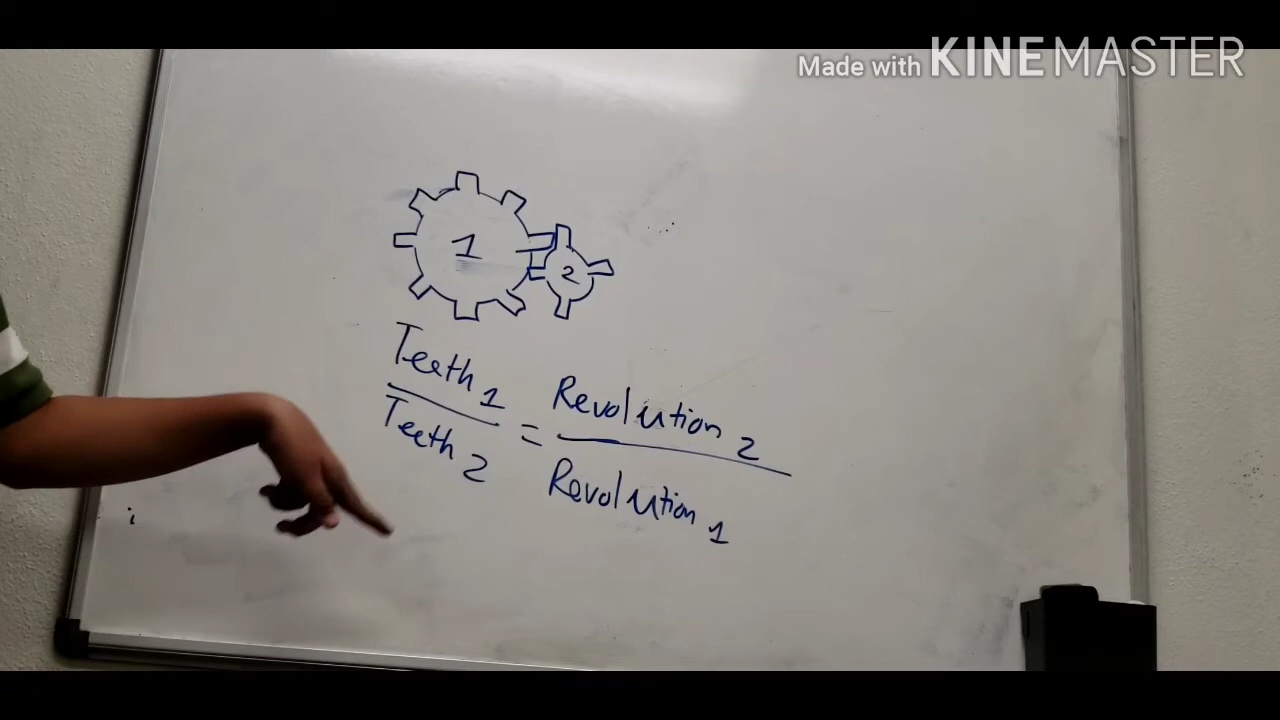 Made with KINEMASTER
1
2
Teeth 1
Teeth 2
=
Revolution 2
Revolution 1